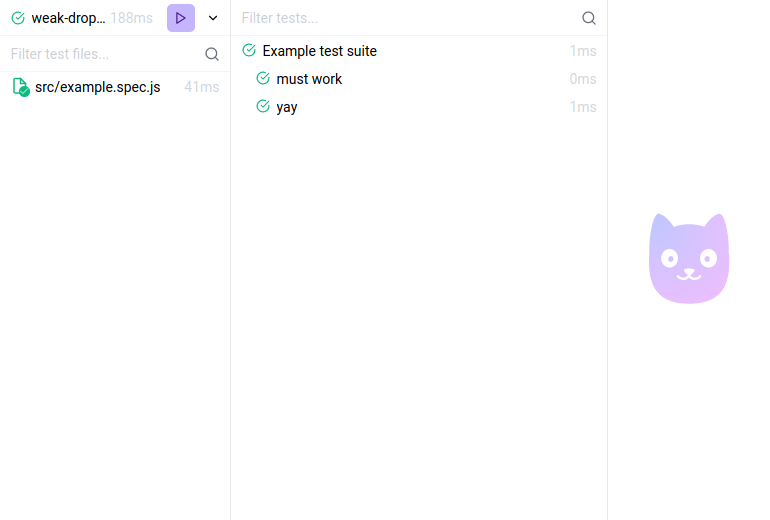 weak-drop... 188ms
Filter test files...
src/example.spec.js 41ms
Filter tests...
Example test suite 1ms
must work 0ms
yay 1ms